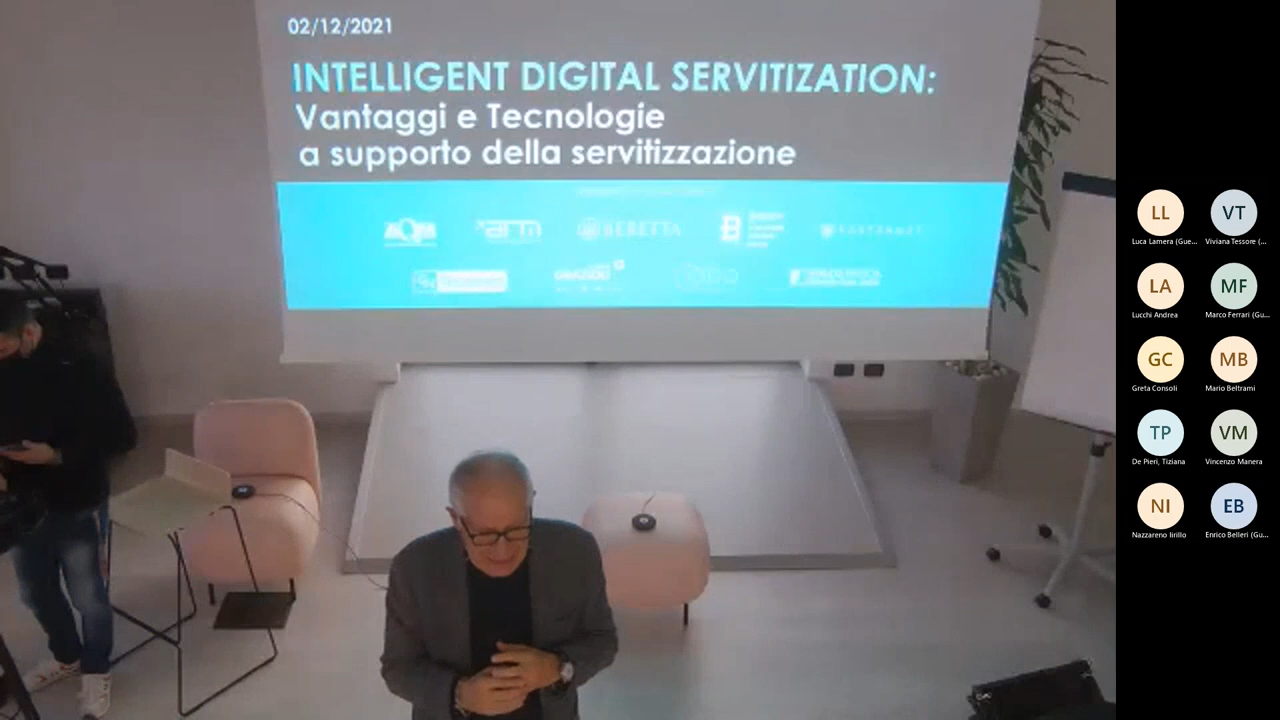 02/12/2021
INTELLIGENT DIGITAL SERVITIZATION:
Vantaggi e Tecnologie
a supporto della servitizzazione
BERETTA
LL
VT
Luca Lamera (Gue...
Viviana Tessore (...
LA
MF
Lucchi Andrea
Marco Ferrari (Gu...
GC
MB
Greta Consoli
Mario Beltrami
TP
VM
De Pieri, Tiziana
Vincenzo Manera
NI
EB
Nazzareno Iirillo
Enrico Belleri (Gu...